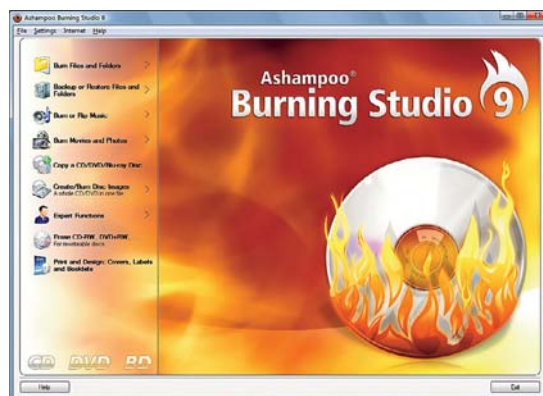 Ashampoo Burning Studio 9
File Settings Internet Help
Burn Files and Folders
Backup or Restore Files and
Folders
Burn or Rip Music
Burn Movies and Photos
Copy a CD/DVD/Blu-ray Disc
Create/Burn Disc Images
A whole CD/DVD in one file
Expert Functions
Erase CD-RW, DVD+RW,
For rewriteable discs
Print and Design: Covers, Labels
and Booklets
CD DVD BD
Ashampoo®
Burning Studio 9
Help
Exit